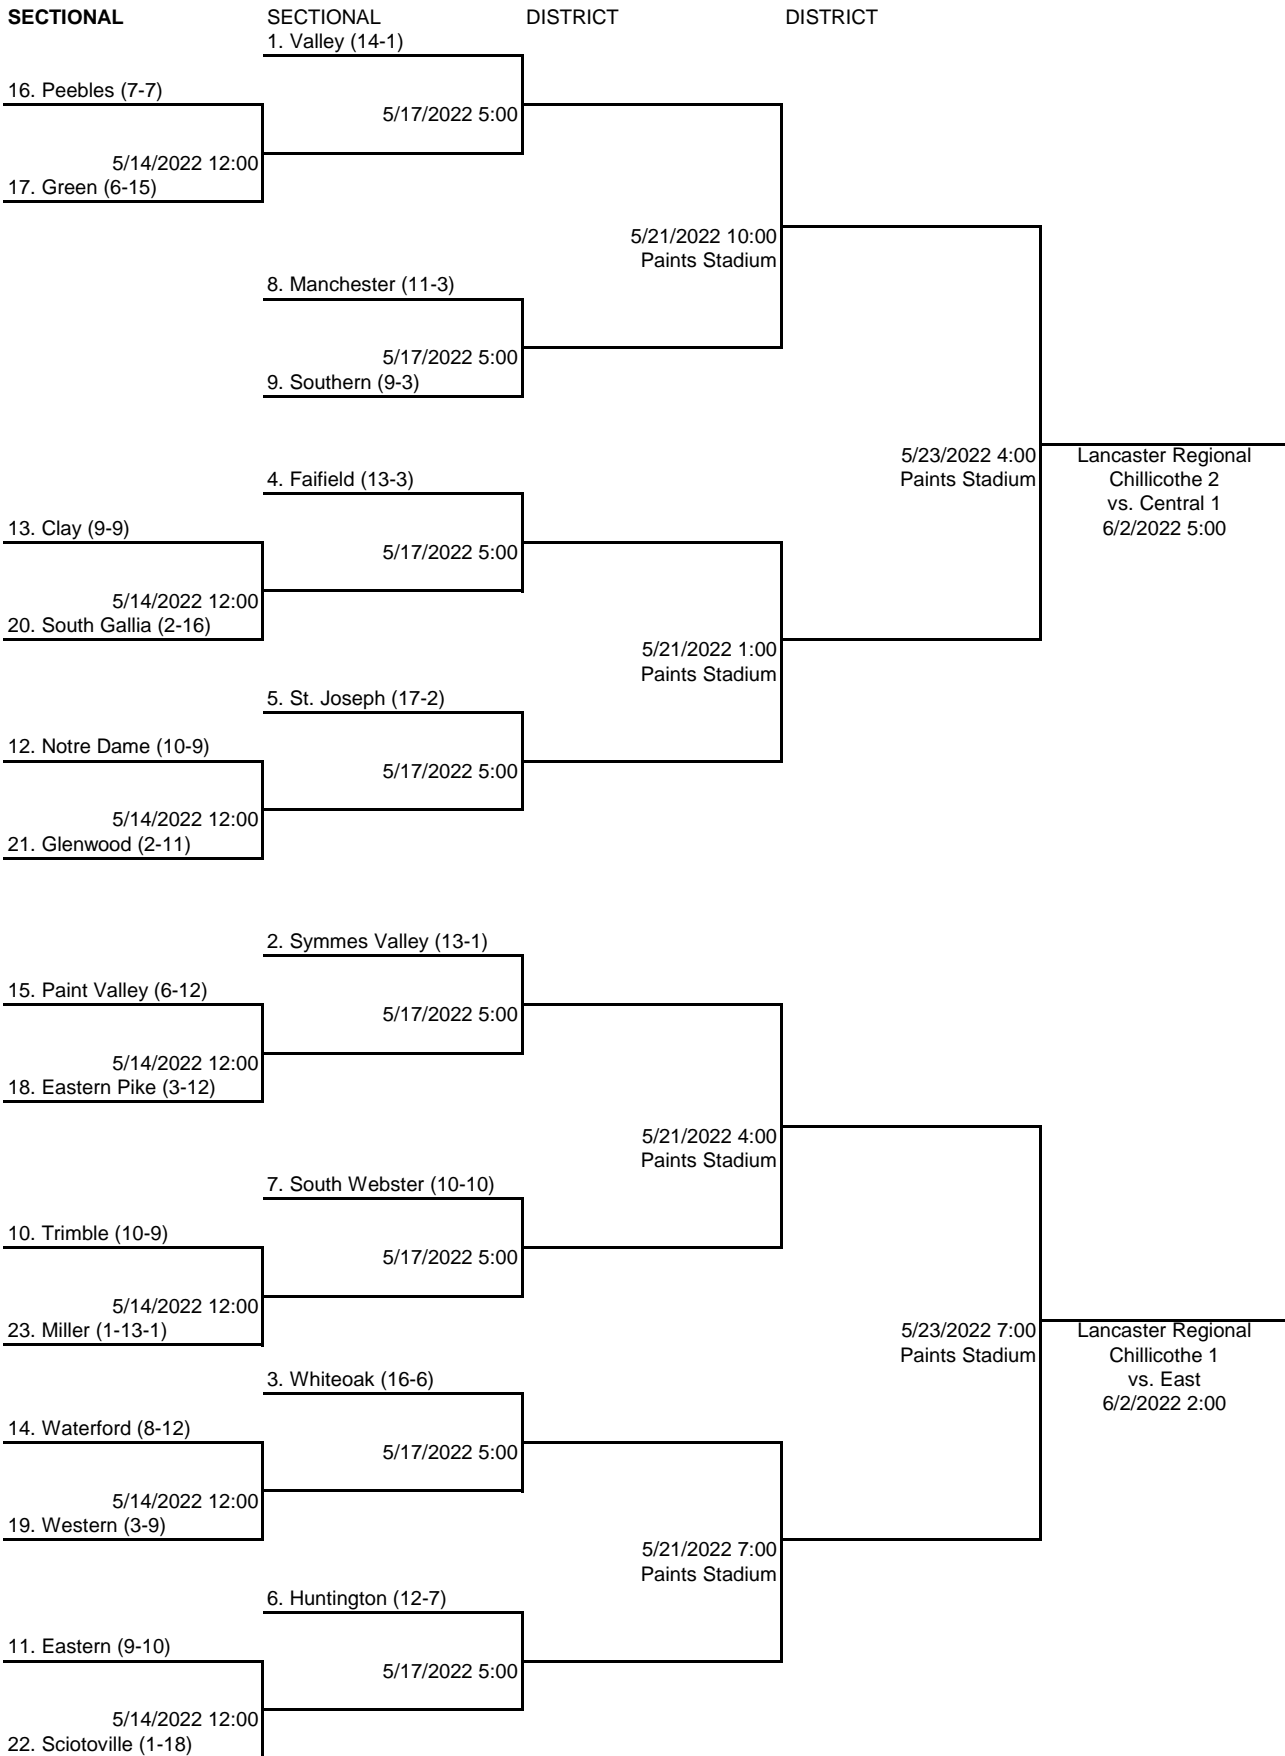 SECTIONAL SECTIONAL DISTRICT DISTRICT
1. Valley (14-1)
16. Peebles (7-7)
5/17/2022 5:00
5/14/2022 12:00
17. Green (6-15)
5/21/2022 10:00
Paints Stadium
8. Manchester (11-3)
5/17/2022 5:00
9. Southern (9-3)
5/23/2022 4:00
Paints Stadium
Lancaster Regional
Chillicothe 2
vs. Central 1
6/2/2022 5:00
4. Faifield (13-3)
13. Clay (9-9)
5/17/2022 5:00
5/14/2022 12:00
20. South Gallia (2-16)
5/21/2022 1:00
Paints Stadium
5. St. Joseph (17-2)
12. Notre Dame (10-9)
5/17/2022 5:00
5/14/2022 12:00
21. Glenwood (2-11)
2. Symmes Valley (13-1)
15. Paint Valley (6-12)
5/17/2022 5:00
5/14/2022 12:00
18. Eastern Pike (3-12)
5/21/2022 4:00
Paints Stadium
7. South Webster (10-10)
10. Trimble (10-9)
5/17/2022 5:00
5/14/2022 12:00
23. Miller (1-13-1)
5/23/2022 7:00
Paints Stadium
Lancaster Regional
Chillicothe 1
vs. East
6/2/2022 2:00
3. Whiteoak (16-6)
14. Waterford (8-12)
5/17/2022 5:00
5/14/2022 12:00
19. Western (3-9)
5/21/2022 7:00
Paints Stadium
6. Huntington (12-7)
11. Eastern (9-10)
5/17/2022 5:00
5/14/2022 12:00
22. Sciotoville (1-18)